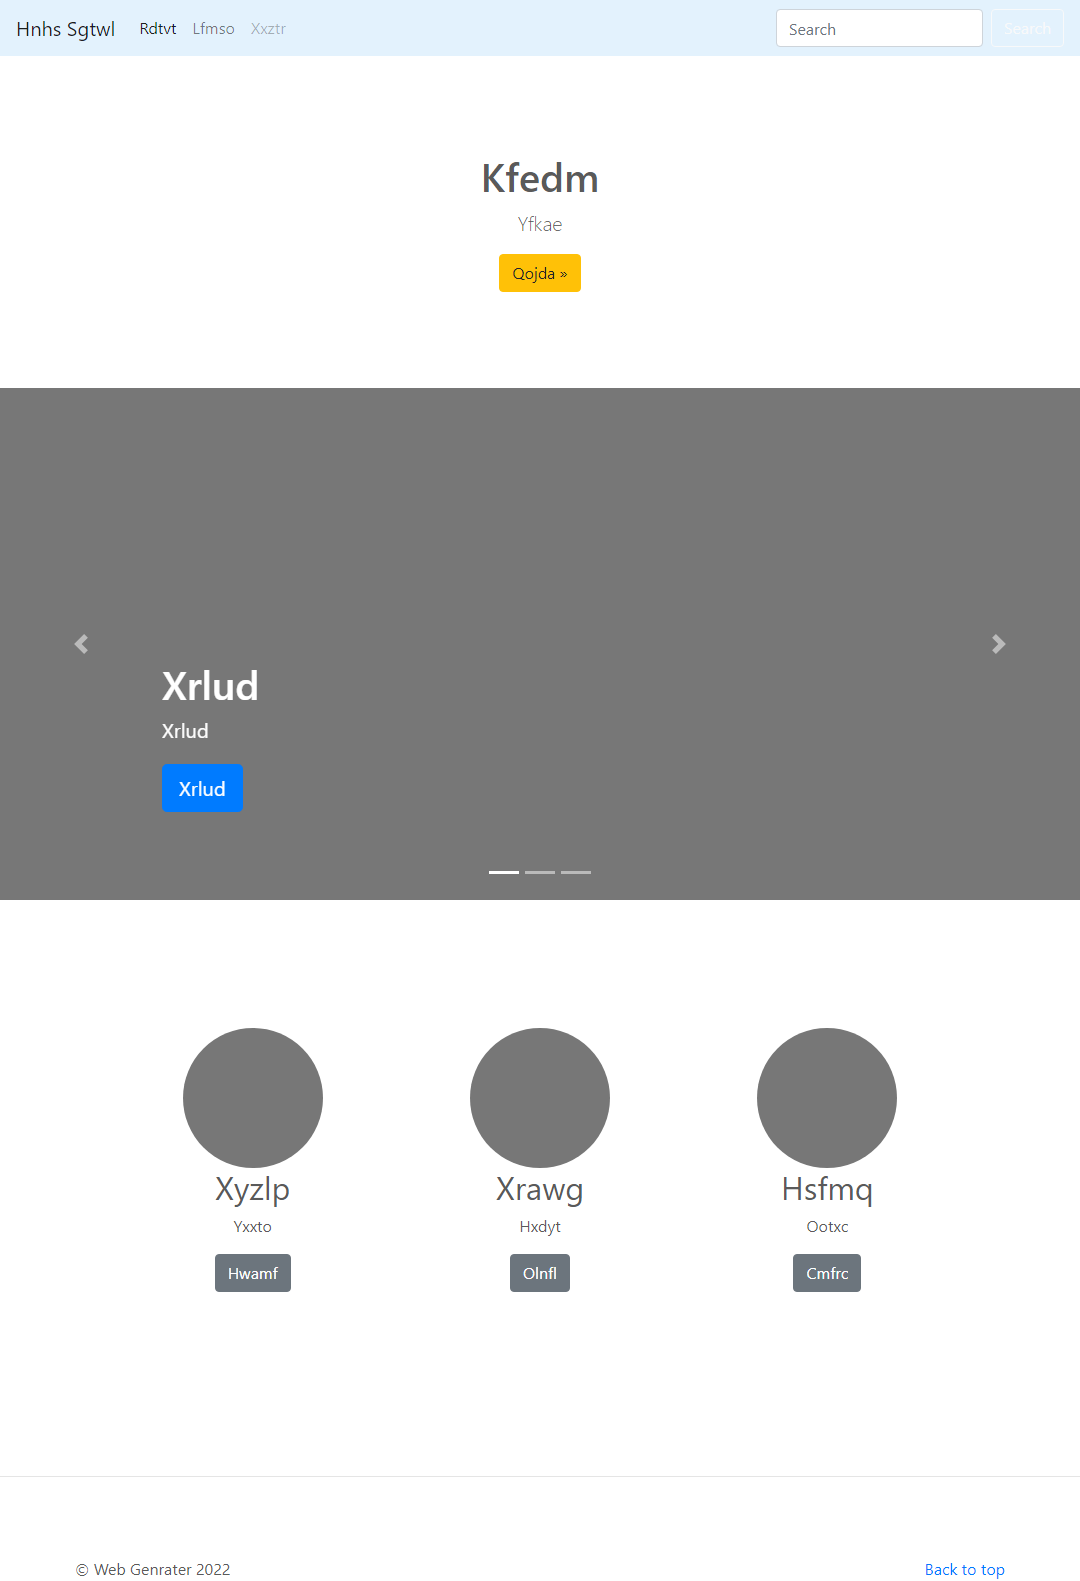 Hnhs Sgtwl Rdtvt Lfmso Xxztr Search Search
Kfedm
Yfkae
Qojda »
Xrlud
Xrlud
Xrlud
Xyzlp Xrawg Hsfmq
Yxxto Hxdyt Ootxc
Hwamf Olnfl Cmfrc
© Web Genrater 2022 Back to top